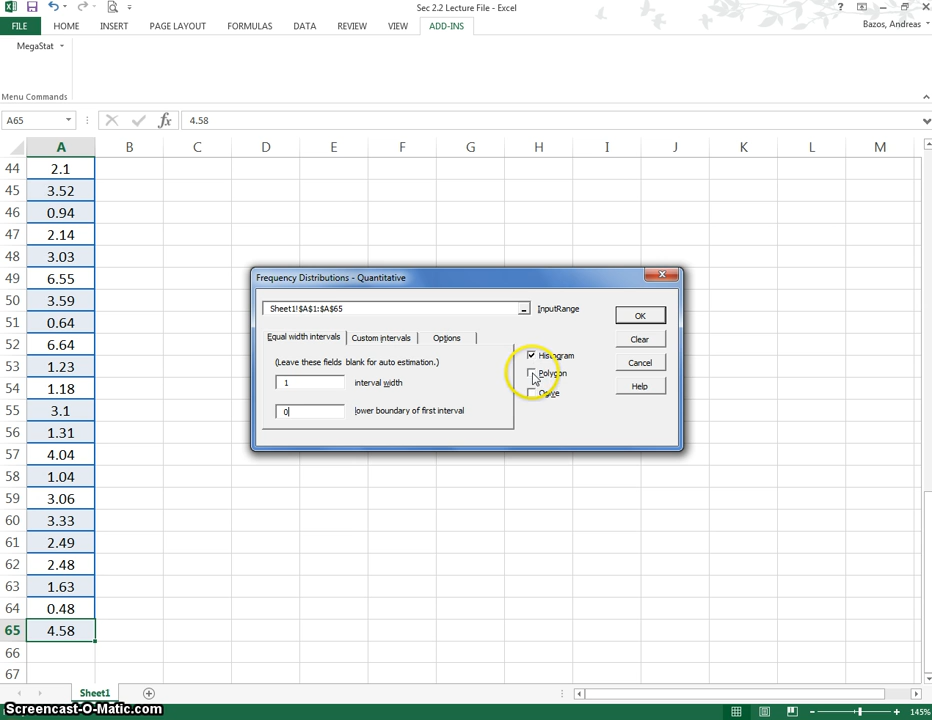 Sec 2.2 Lecture File - Excel
?
FILE HOME INSERT PAGE LAYOUT FORMULAS DATA REVIEW VIEW ADD-INS Bazos, Andreas
MegaStat
Menu Commands
A65 fx 4.58
A B C D E F G H I J K L M
44 2.1
45 3.52
46 0.94
47 2.14
48 3.03
49 6.55
50 3.59
51 0.64
52 6.64
53 1.23
54 1.18
55 3.1
56 1.31
57 4.04
58 1.04
59 3.06
60 3.33
61 2.49
62 2.48
63 1.63
64 0.48
65 4.58
66
67
Frequency Distributions - Quantitative
Sheet1!$A$1:$A$65 InputRange OK
Equal width intervals Custom intervals Options Clear
(Leave these fields blank for auto estimation.) Histogram
Cancel
1 interval width Polygon
Help
Ogive
0 lower boundary of first interval
Sheet1
Screencast-O-Matic.com
145%